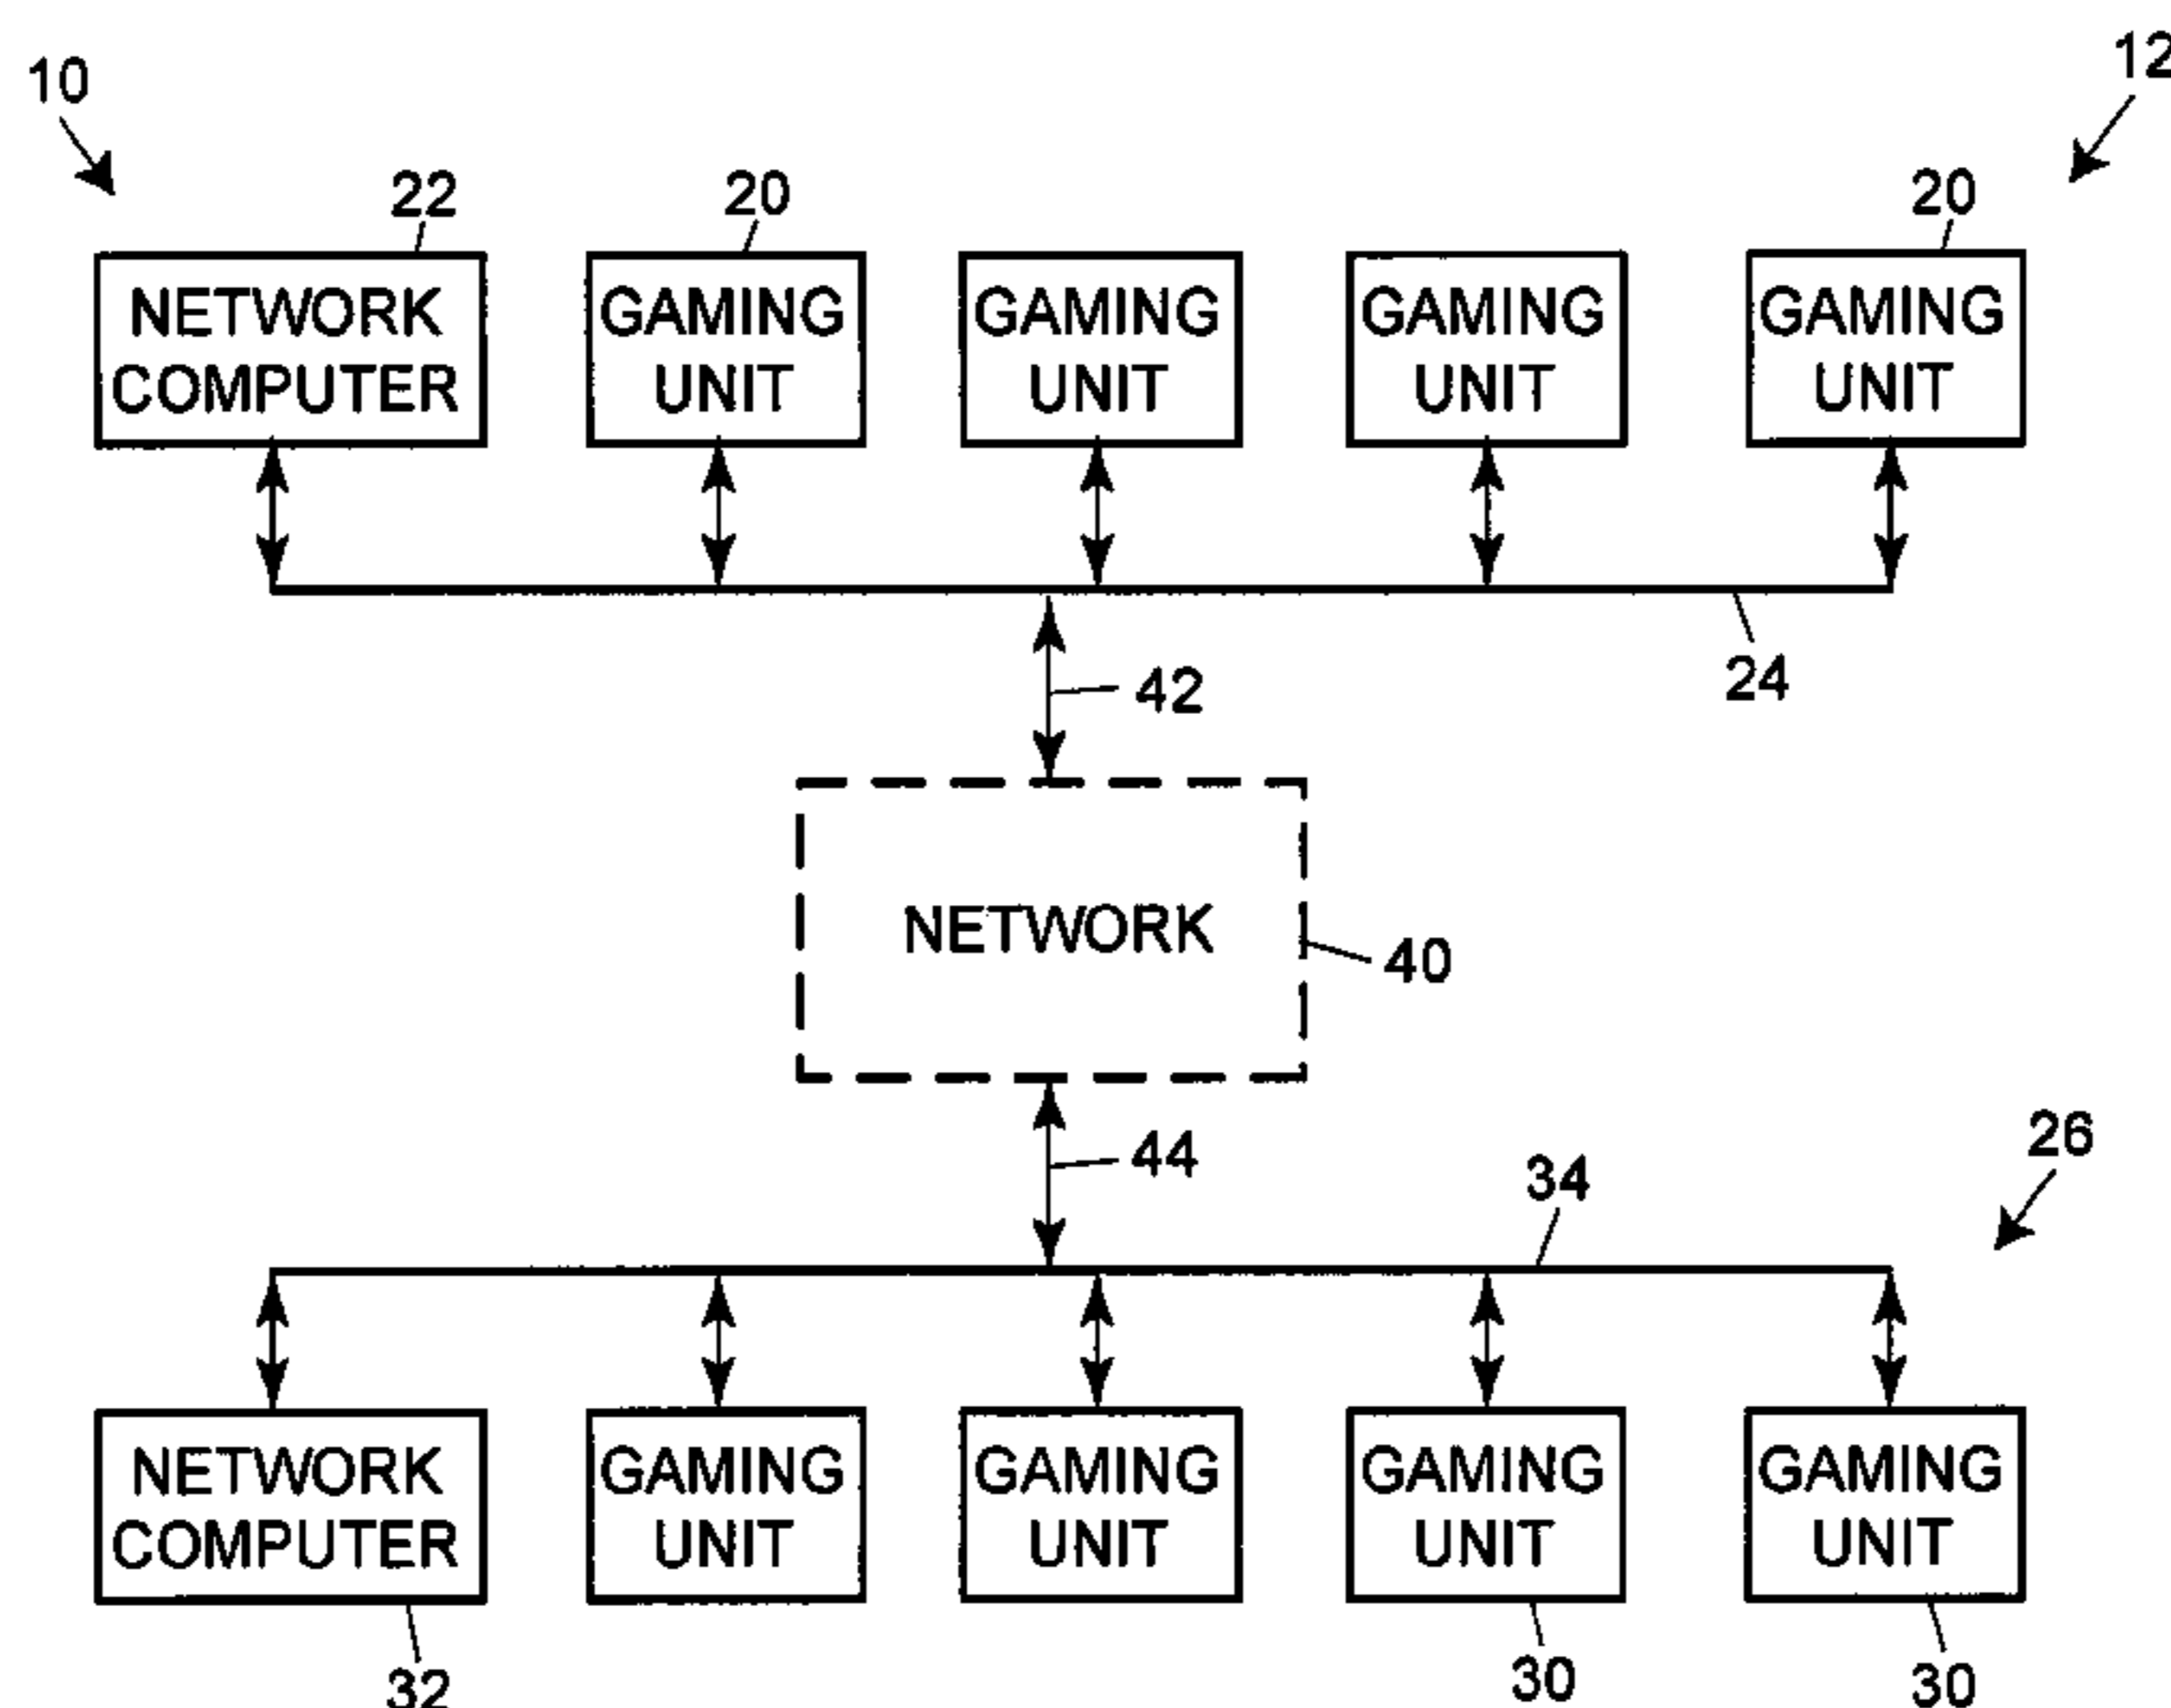 10
12
22
20
20
NETWORK
COMPUTER
GAMING
UNIT
GAMING
UNIT
GAMING
UNIT
GAMING
UNIT
24
42
NETWORK
40
44
34
26
NETWORK
COMPUTER
GAMING
UNIT
GAMING
UNIT
GAMING
UNIT
GAMING
UNIT
32
30
30